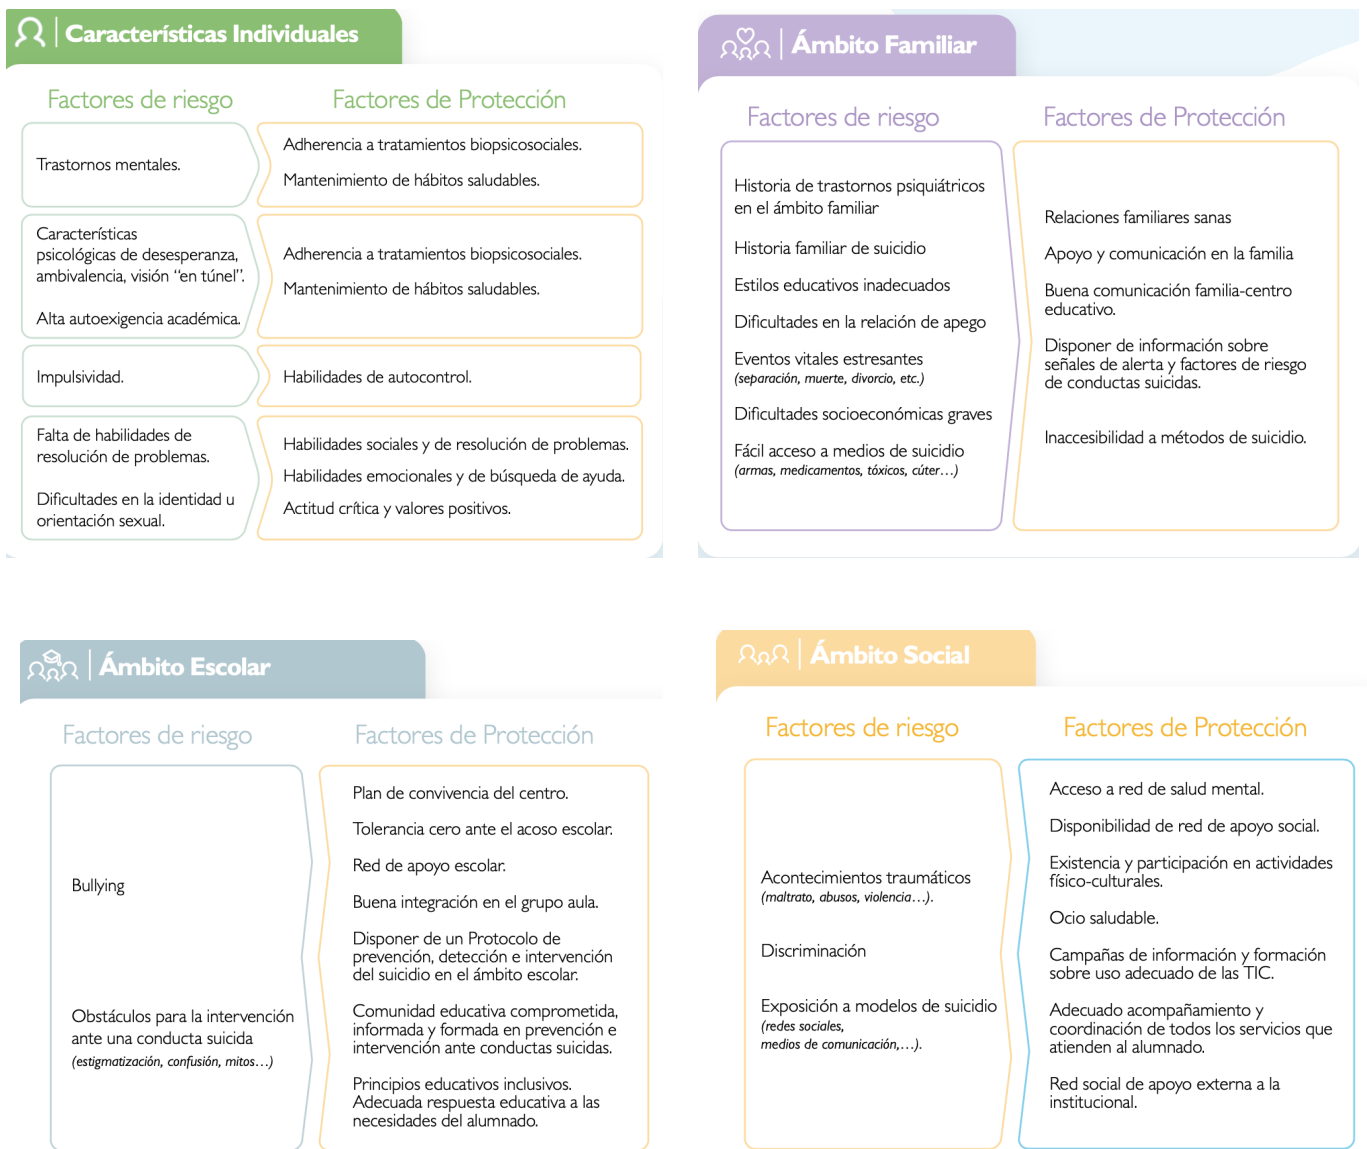 Características Individuales
Factores de riesgo
Factores de Protección
Trastornos mentales.
Adherencia a tratamientos biopsicosociales.
Mantenimiento de hábitos saludables.
Características
psicológicas de desesperanza,
ambivalencia, visión “en túnel”.
Alta autoexigencia académica.
Adherencia a tratamientos biopsicosociales.
Mantenimiento de hábitos saludables.
Impulsividad.
Habilidades de autocontrol.
Falta de habilidades de
resolución de problemas.
Dificultades en la identidad u
orientación sexual.
Habilidades sociales y de resolución de problemas.
Habilidades emocionales y de búsqueda de ayuda.
Actitud crítica y valores positivos.
Ámbito Familiar
Factores de riesgo
Factores de Protección
Historia de trastornos psiquiátricos
en el ámbito familiar
Historia familiar de suicidio
Estilos educativos inadecuados
Dificultades en la relación de apego
Eventos vitales estresantes
(separación, muerte, divorcio, etc.)
Dificultades socioeconómicas graves
Fácil acceso a medios de suicidio
(armas, medicamentos, tóxicos, cúter…)
Relaciones familiares sanas
Apoyo y comunicación en la familia
Buena comunicación familia-centro
educativo.
Disponer de información sobre
señales de alerta y factores de riesgo
de conductas suicidas.
Inaccesibilidad a métodos de suicidio.
Ámbito Escolar
Factores de riesgo
Factores de Protección
Bullying
Obstáculos para la intervención
ante una conducta suicida
(estigmatización, confusión, mitos…)
Plan de convivencia del centro.
Tolerancia cero ante el acoso escolar.
Red de apoyo escolar.
Buena integración en el grupo aula.
Disponer de un Protocolo de
prevención, detección e intervención
del suicidio en el ámbito escolar.
Comunidad educativa comprometida,
informada y formada en prevención e
intervención ante conductas suicidas.
Principios educativos inclusivos.
Adecuada respuesta educativa a las
necesidades del alumnado.
Ámbito Social
Factores de riesgo
Factores de Protección
Acontecimientos traumáticos
(maltrato, abusos, violencia…).
Discriminación
Exposición a modelos de suicidio
(redes sociales,
medios de comunicación,…).
Acceso a red de salud mental.
Disponibilidad de red de apoyo social.
Existencia y participación en actividades
físico-culturales.
Ocio saludable.
Campañas de información y formación
sobre uso adecuado de las TIC.
Adecuado acompañamiento y
coordinación de todos los servicios que
atienden al alumnado.
Red social de apoyo externa a la
institucional.